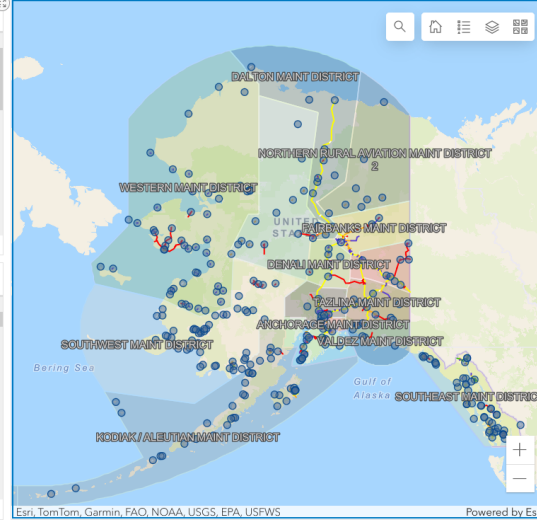 DALTON MAINT DISTRICT
NORTHERN RURAL AVIATION MAINT DISTRICT
2
WESTERN MAINT DISTRICT
UNITED
STA
FAIRBANKS MAINT DISTRICT
DENALI MAINT DISTRICT
TAZLINA MAINT DISTRICT
ANCHORAGE MAINT DISTRICT
VALDEZ MAINT DISTRICT
SOUTHWEST MAINT DISTRICT
Bering Sea
Gulf of
Alaska
SOUTHEAST MAINT DISTRIC
KODIAK / ALEUTIAN MAINT DISTRICT
Esri, TomTom, Garmin, FAO, NOAA, USGS, EPA, USFWS
Powered by Es